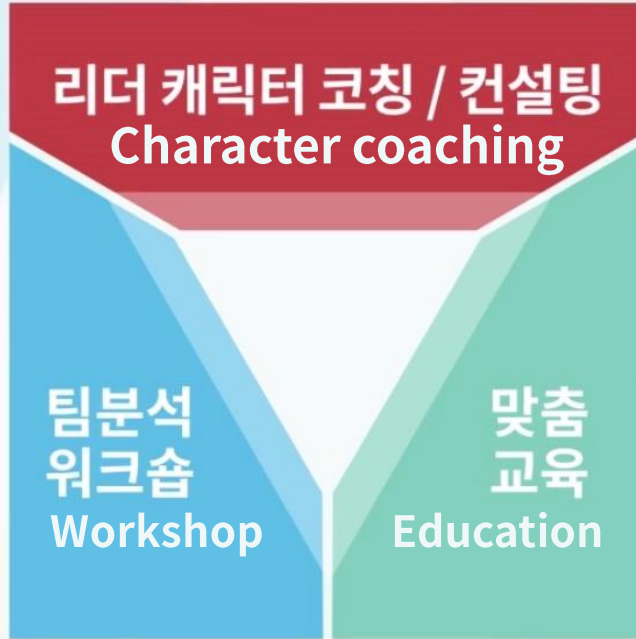 리더 캐릭터 코칭 / 컨설팅
Character coaching
팀분석
워크숍
Workshop
맞춤
교육
Education